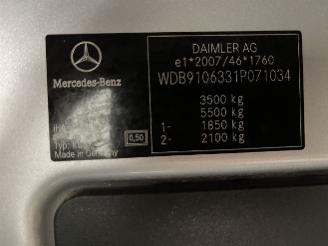 Mercedes-Benz
DAIMLER AG
e1*2007/46*1760
WDB9106331P071034
3500 kg
5500 kg
1- 1850 kg
2- 2100 kg
0,50
Typ:
Made in Germany